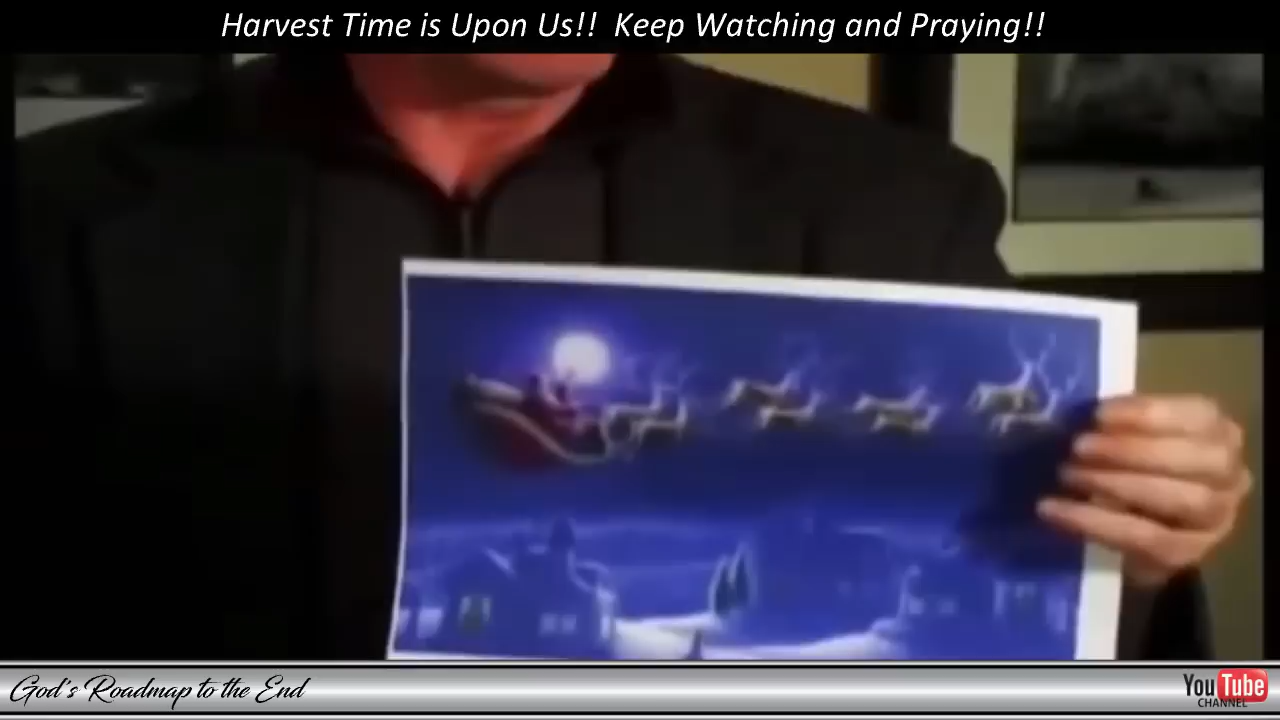 Harvest Time is Upon Us!! Keep Watching and Praying!!
God's Roadmap to the End
YouTube
CHANNEL